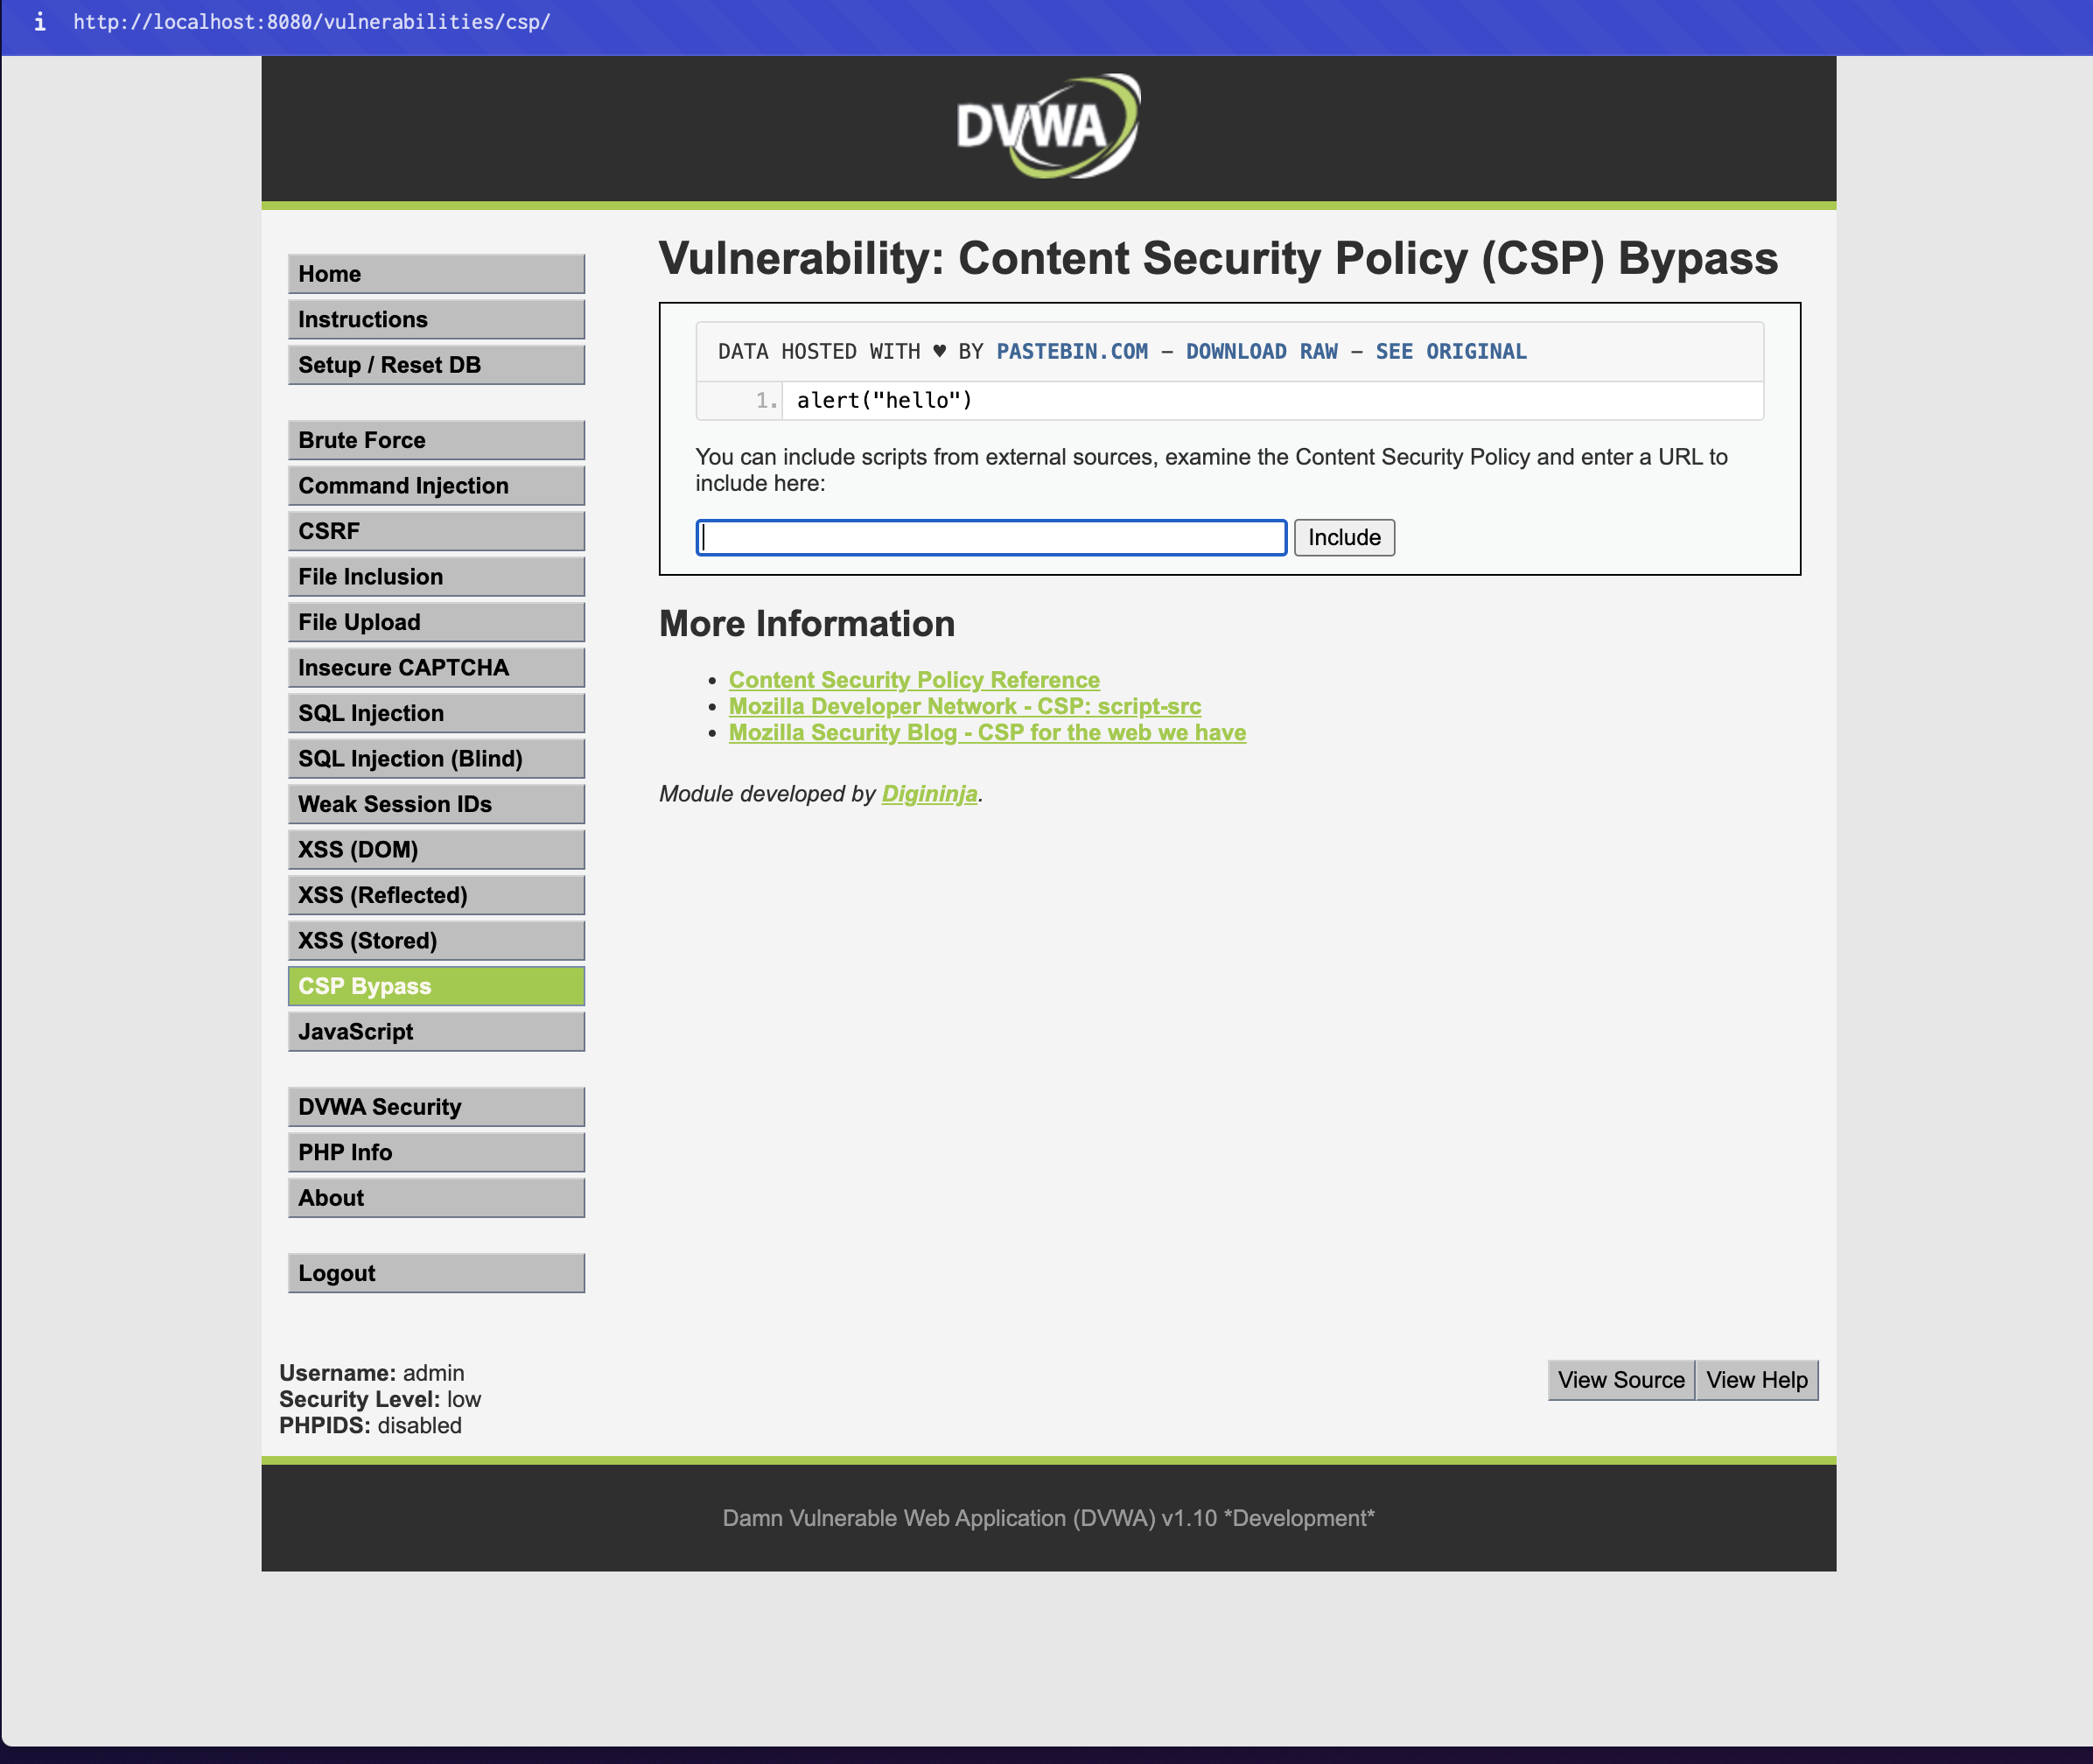 i http://localhost:8080/vulnerabilities/csp/
DVWA
Home
Instructions
Setup / Reset DB
Brute Force
Command Injection
CSRF
File Inclusion
File Upload
Insecure CAPTCHA
SQL Injection
SQL Injection (Blind)
Weak Session IDs
XSS (DOM)
XSS (Reflected)
XSS (Stored)
CSP Bypass
JavaScript
DVWA Security
PHP Info
About
Logout
Vulnerability: Content Security Policy (CSP) Bypass
DATA HOSTED WITH ♥ BY PASTEBIN.COM – DOWNLOAD RAW – SEE ORIGINAL
1. alert("hello")
You can include scripts from external sources, examine the Content Security Policy and enter a URL to
include here:
Include
More Information
• Content Security Policy Reference
• Mozilla Developer Network - CSP: script-src
• Mozilla Security Blog - CSP for the web we have
Module developed by Digininja.
Username: admin
Security Level: low
PHPIDS: disabled
View Source View Help
Damn Vulnerable Web Application (DVWA) v1.10 *Development*